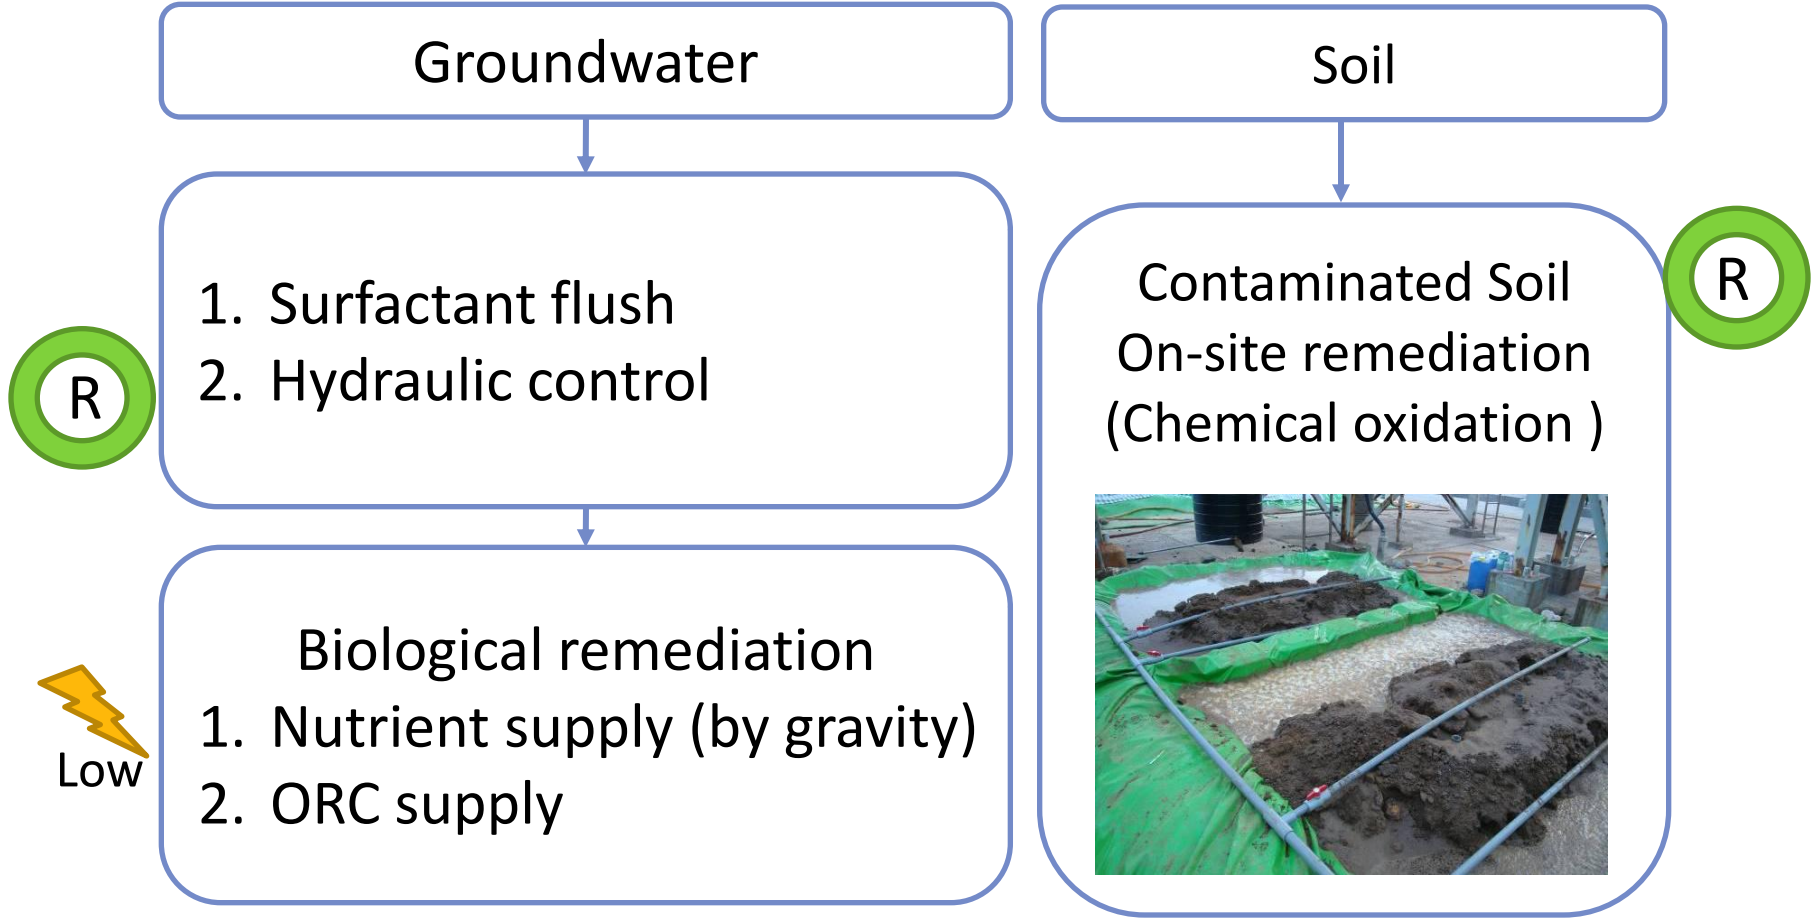 Groundwater
1. Surfactant flush
2. Hydraulic control
R
Biological remediation
1. Nutrient supply (by gravity)
2. ORC supply
Low
Soil
Contaminated Soil
On-site remediation
(Chemical oxidation )
R